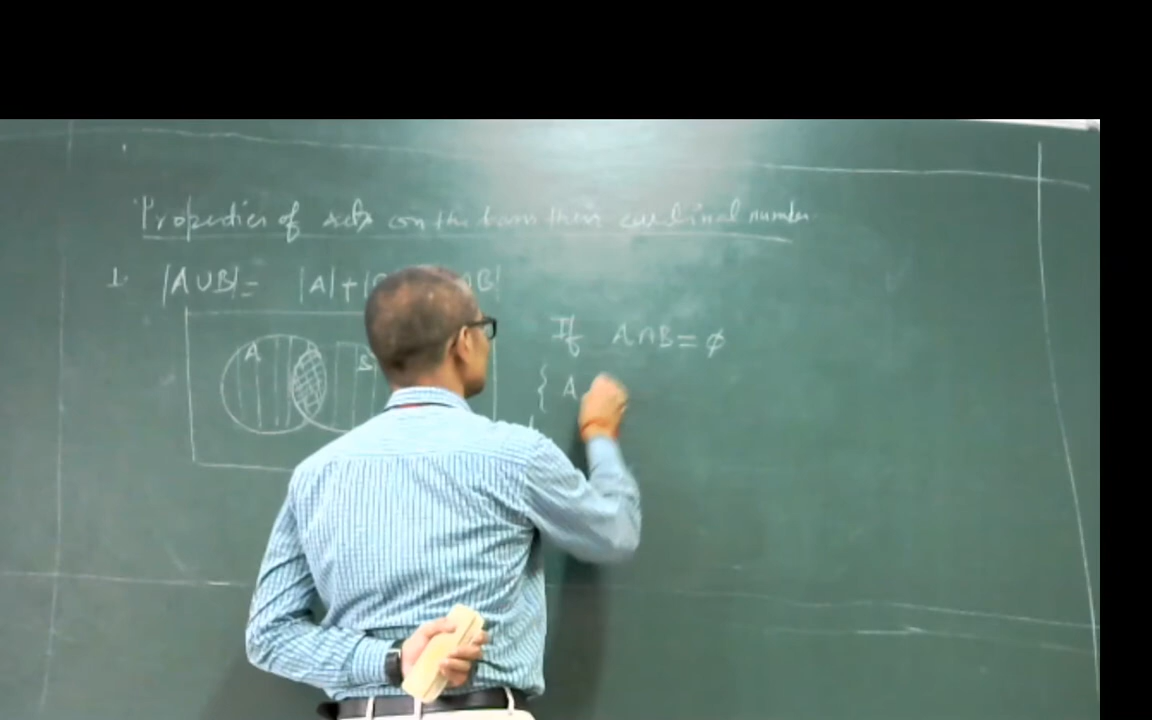 Properties of sets on the basis their cardinal number
1. |A∪B| = |A|+| B|
If A∩B = φ
A B
{ A